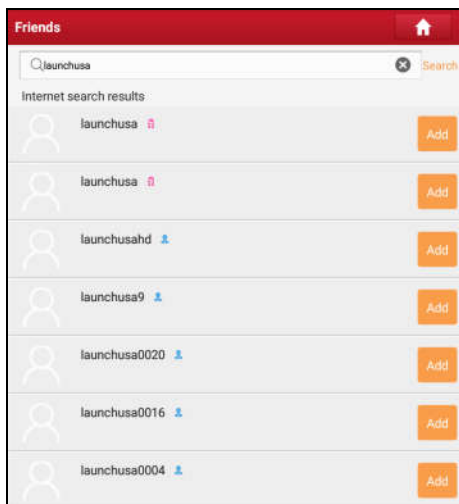 Friends
launchusa
Search
Internet search results
launchusa
Add
launchusa
Add
launchusahd
Add
launchusa9
Add
launchusa0020
Add
launchusa0016
Add
launchusa0004
Add